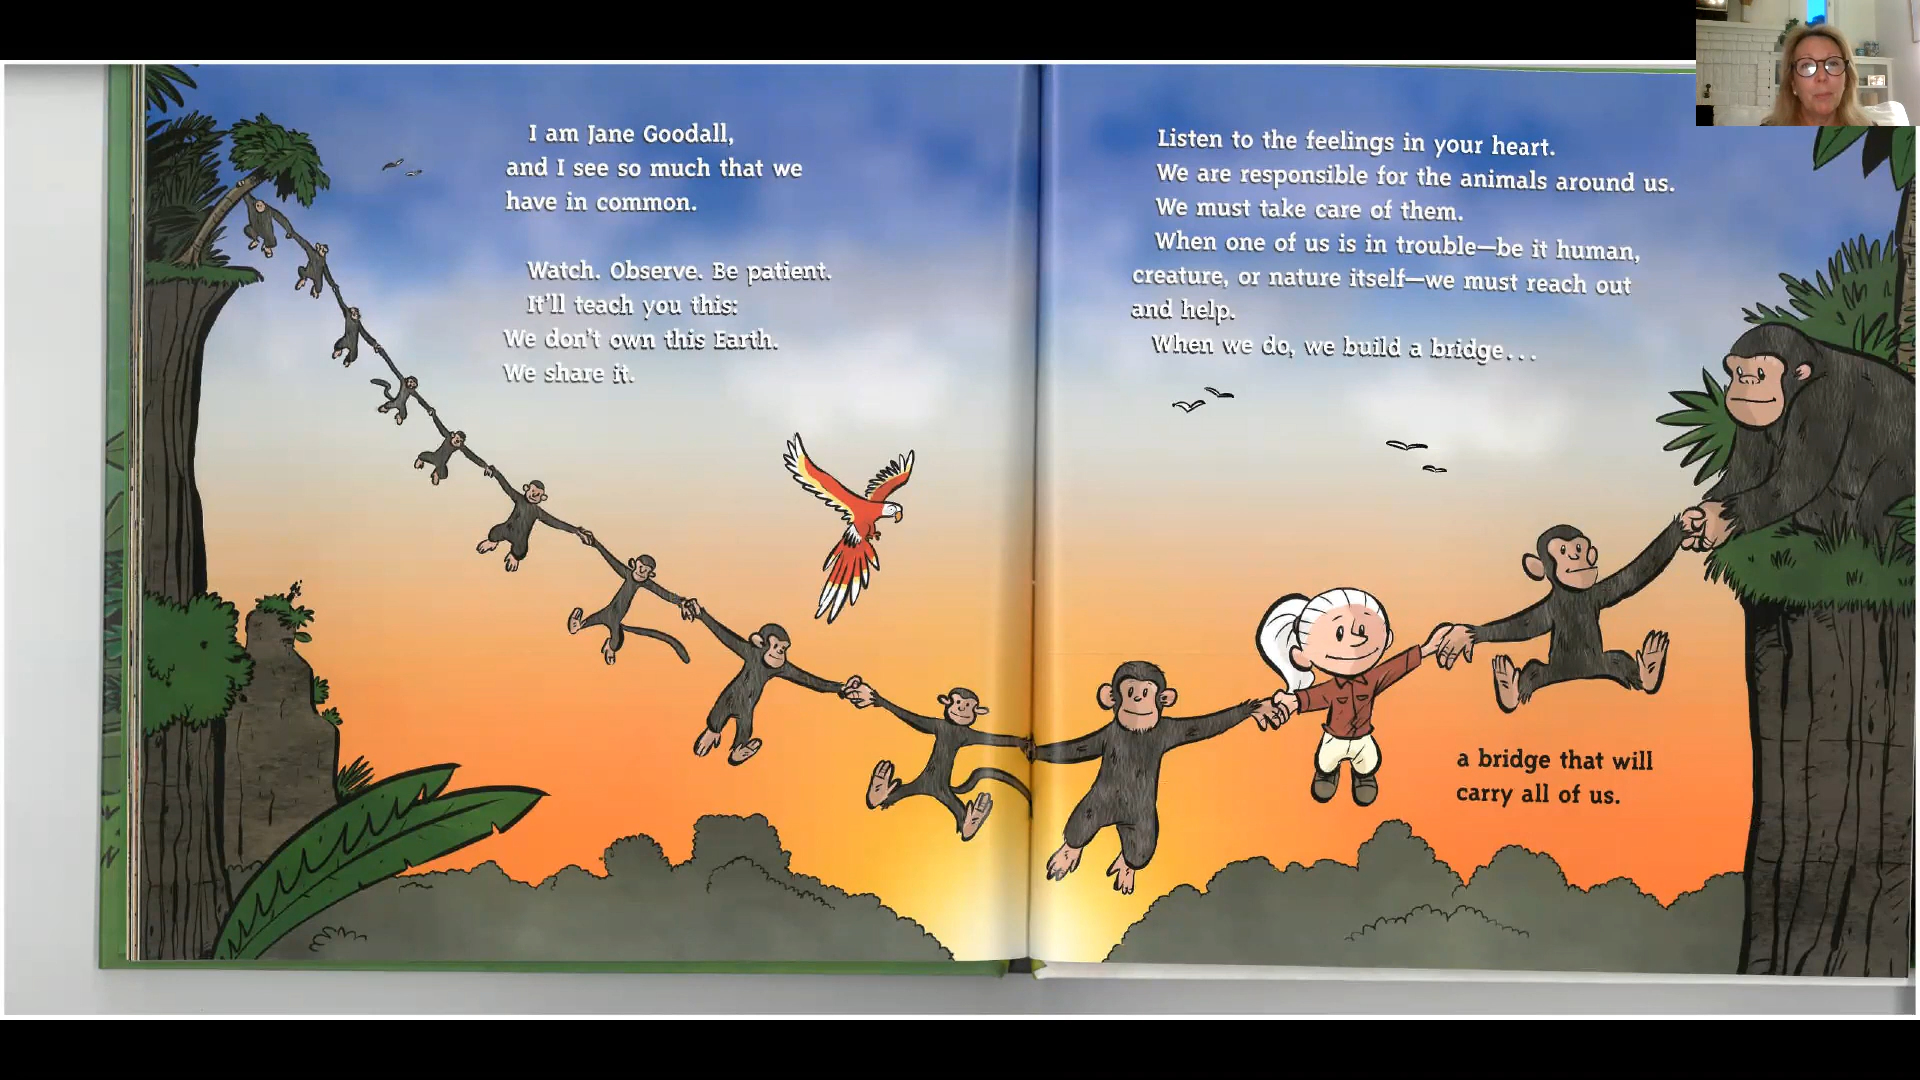 I am Jane Goodall,
and I see so much that we
have in common.
Watch. Observe. Be patient.
It'll teach you this:
We don't own this Earth.
We share it.
Listen to the feelings in your heart.
We are responsible for the animals around us.
We must take care of them.
When one of us is in trouble—be it human,
creature, or nature itself—we must reach out
and help.
When we do, we build a bridge...
a bridge that will
carry all of us.